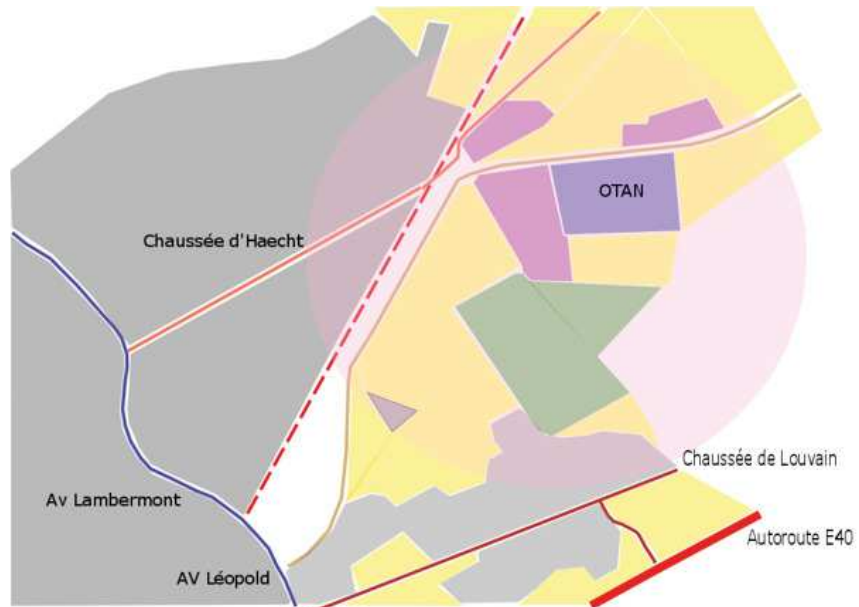 OTAN
Chaussée d'Haecht
Chaussée de Louvain
Av Lambermont
Autoroute E40
AV Léopold